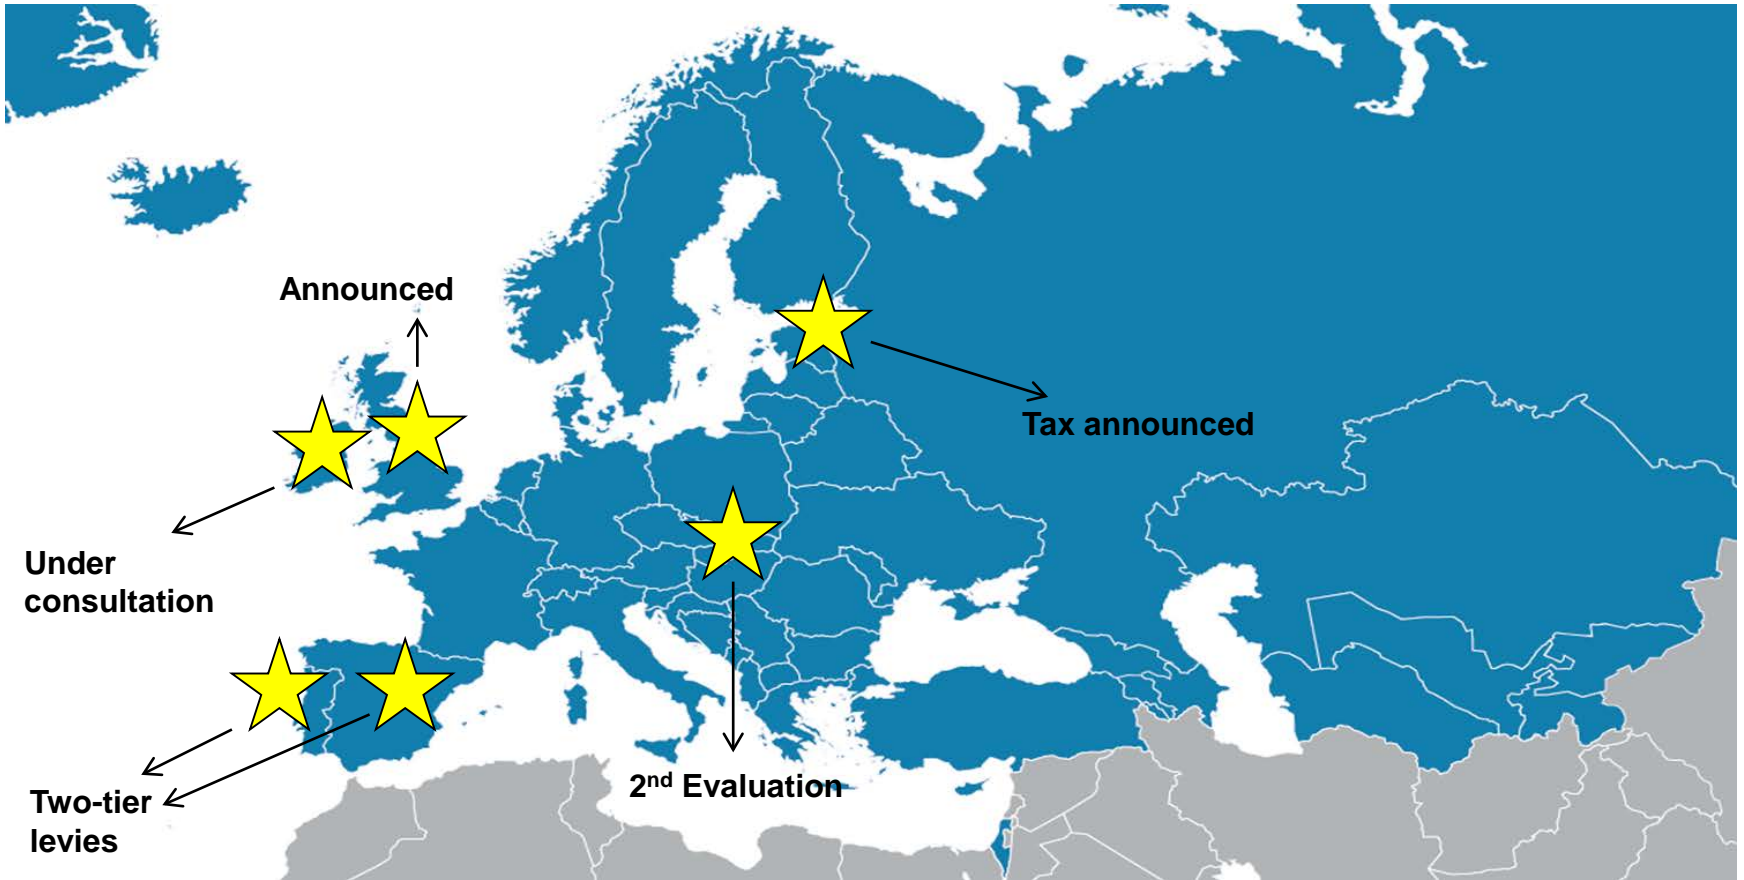 Announced
Tax announced
Under
consultation
2nd Evaluation
Two-tier
levies